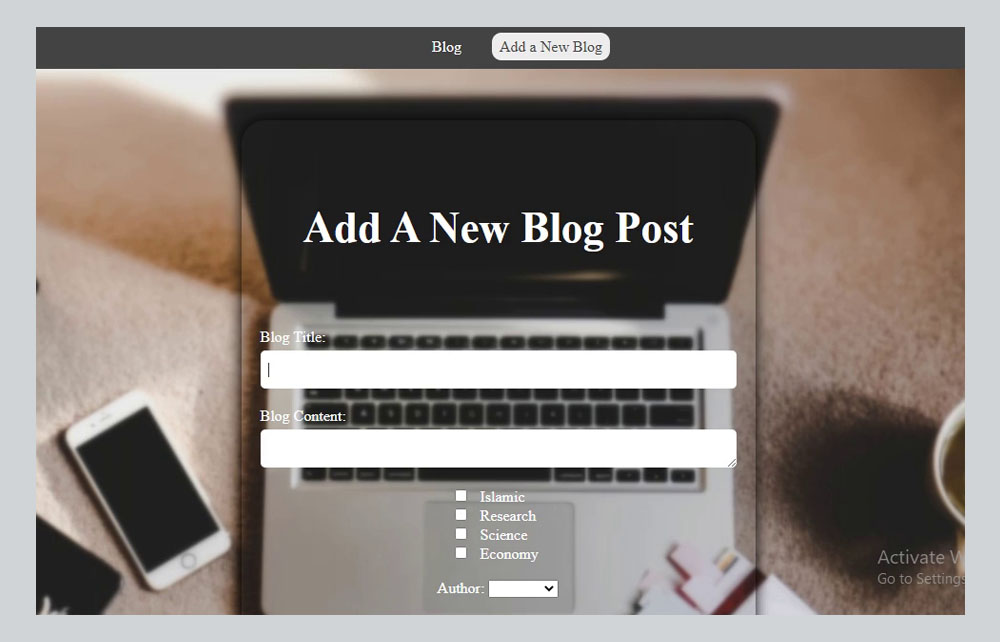 Blog
Add a New Blog
Add A New Blog Post
Blog Title:
Blog Content:
Islamic
Research
Science
Economy
Author:
Activate W
Go to Settings